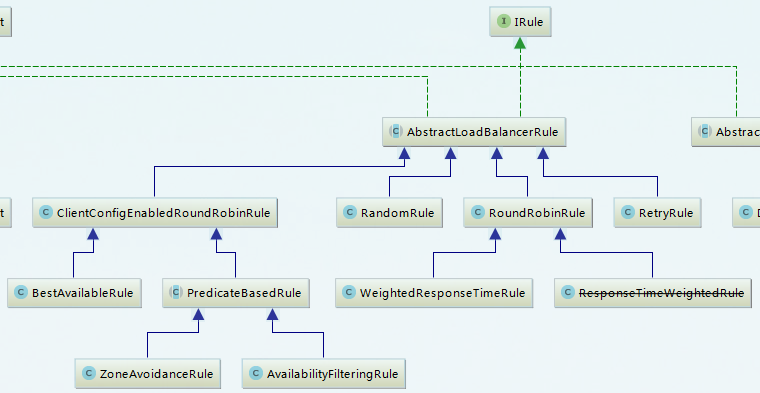 t
I IRule
C AbstractLoadBalancerRule
Abstrac
t
C ClientConfigEnabledRoundRobinRule
C RandomRule
C RoundRobinRule
C RetryRule
C
C BestAvailableRule
C PredicateBasedRule
C WeightedResponseTimeRule
C ResponseTimeWeightedRule
C ZoneAvoidanceRule
C AvailabilityFilteringRule